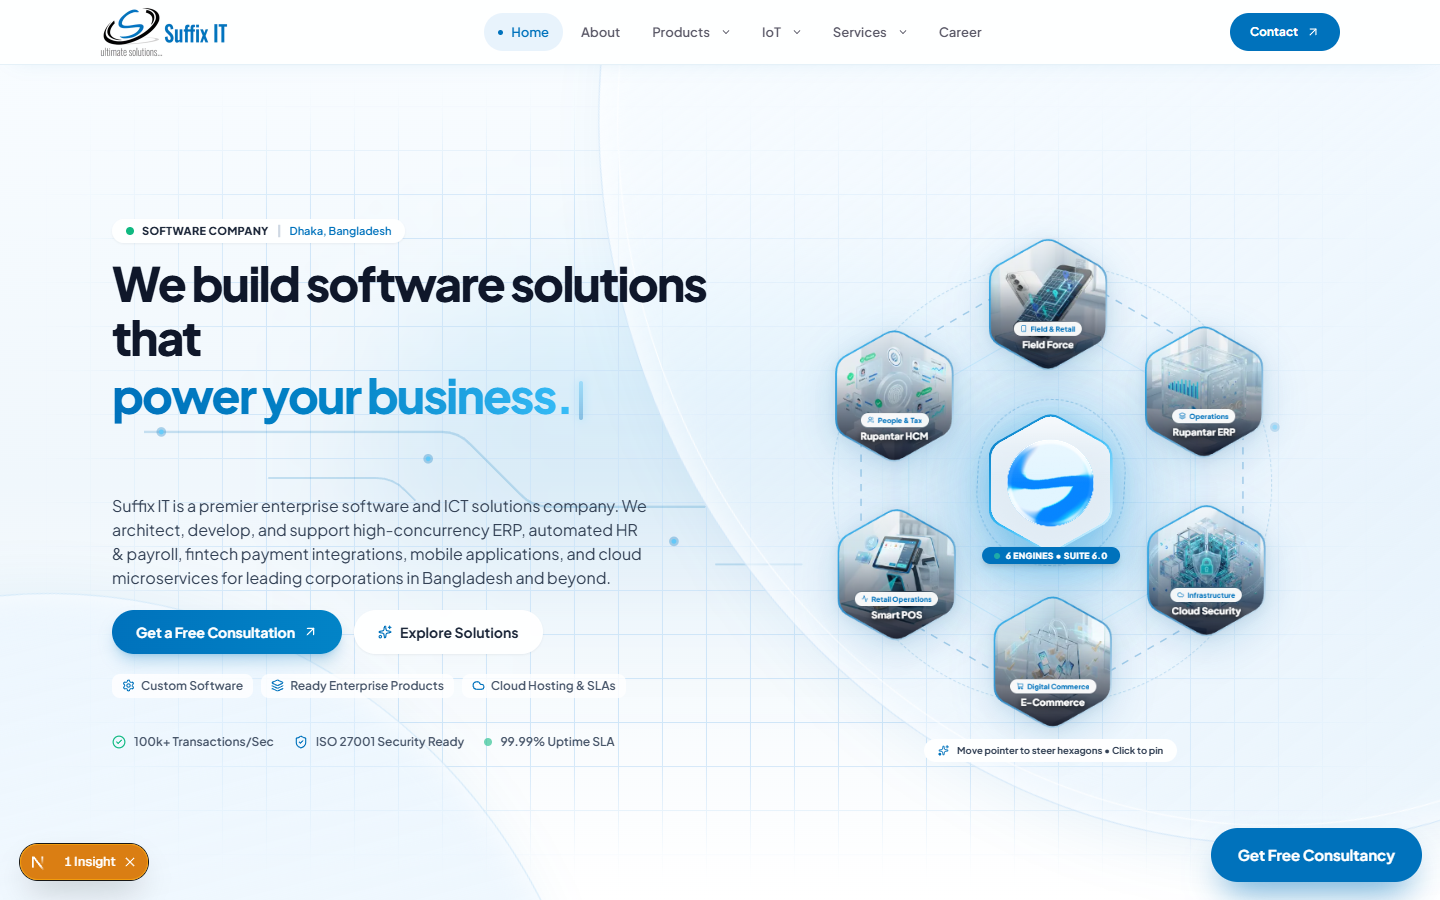 Suffix IT
ultimate solutions...
Home
About
Products
IoT
Services
Career
Contact
SOFTWARE COMPANY | Dhaka, Bangladesh
We build software solutions
that
power your business.
Suffix IT is a premier enterprise software and ICT solutions company. We
architect, develop, and support high-concurrency ERP, automated HR
& payroll, fintech payment integrations, mobile applications, and cloud
microservices for leading corporations in Bangladesh and beyond.
Get a Free Consultation
Explore Solutions
Custom Software
Ready Enterprise Products
Cloud Hosting & SLAs
100k+ Transactions/Sec
ISO 27001 Security Ready
99.99% Uptime SLA
Field & Retail
Field Force
People & Tax
Rupantar HCM
Operations
Rupantar ERP
6 ENGINES • SUITE 6.0
Retail Operations
Smart POS
Infrastructure
Cloud Security
Digital Commerce
E-Commerce
Move pointer to steer hexagons • Click to pin
1 Insight
Get Free Consultancy